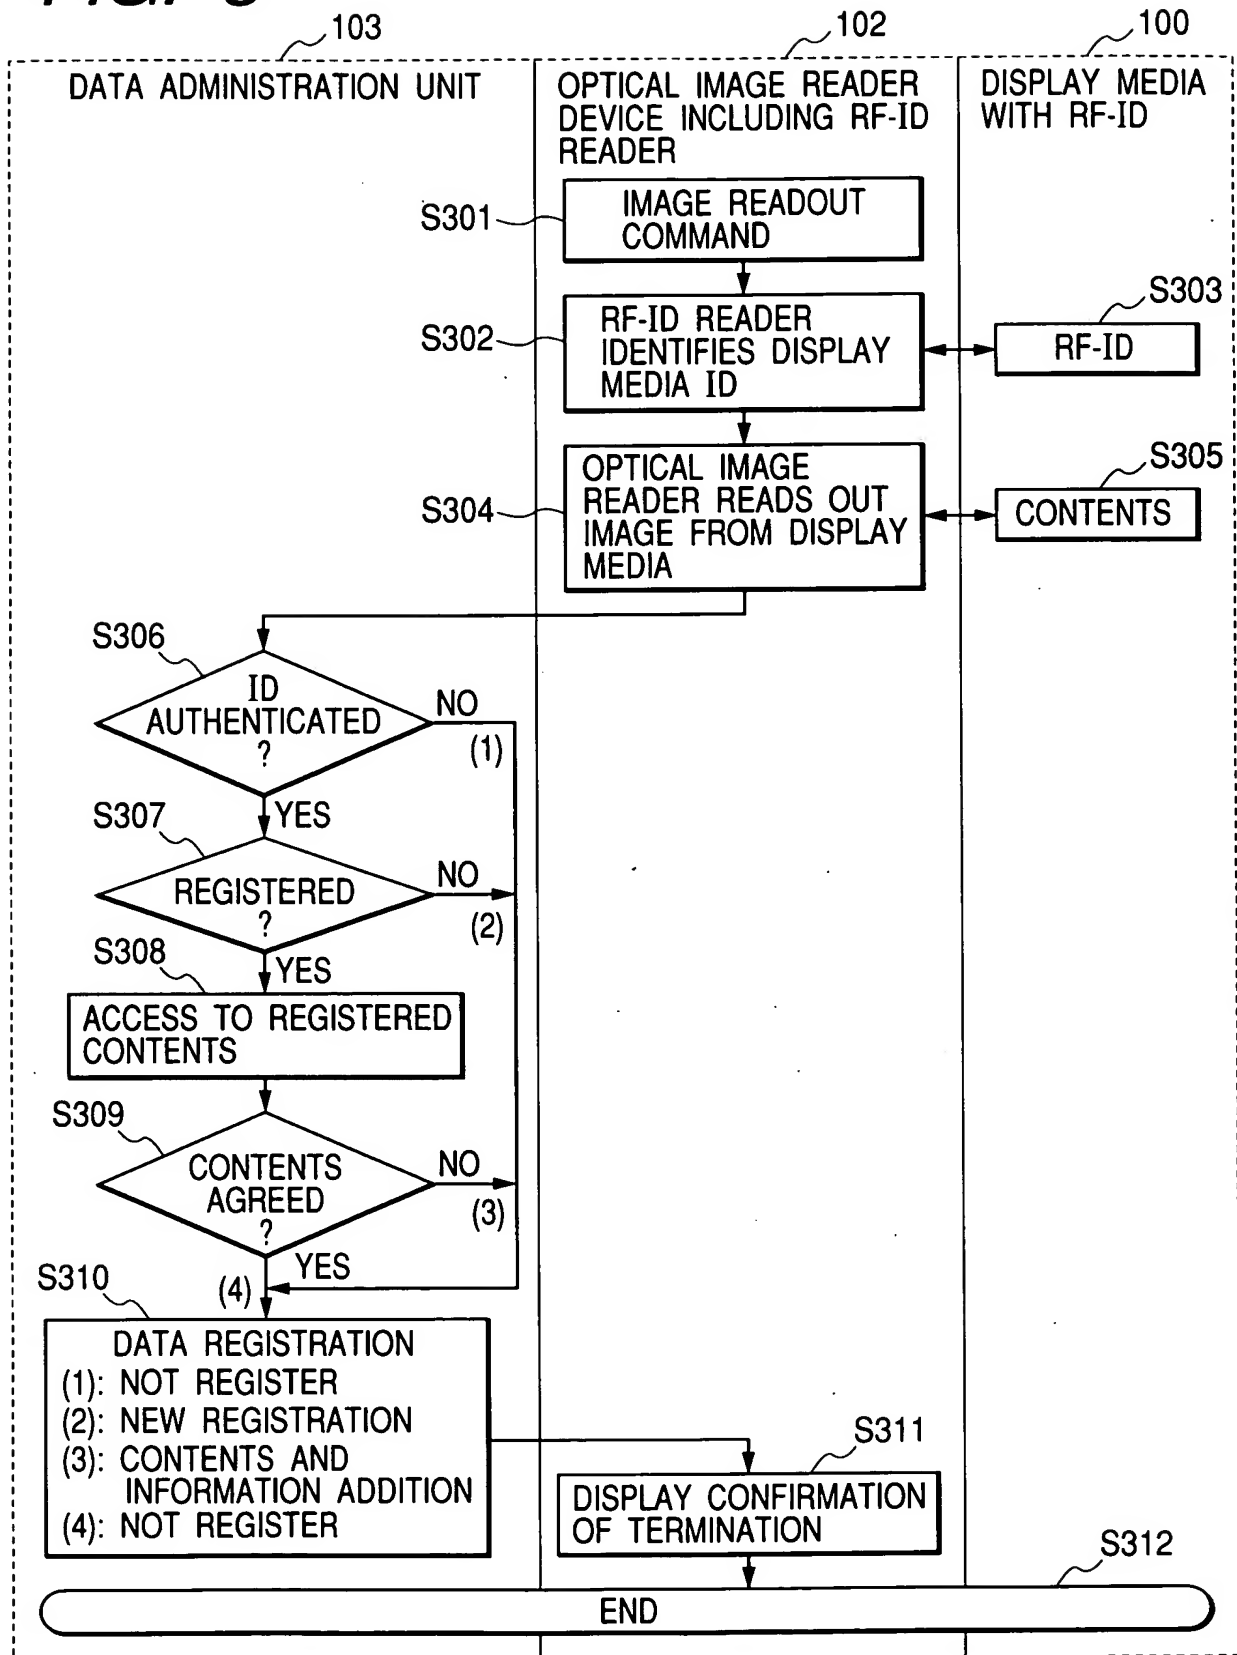 103
102
100
DATA ADMINISTRATION UNIT
OPTICAL IMAGE READER
DEVICE INCLUDING RF-ID
READER
DISPLAY MEDIA
WITH RF-ID
S301
IMAGE READOUT
COMMAND
S302
RF-ID READER
IDENTIFIES DISPLAY
MEDIA ID
S303
RF-ID
S304
OPTICAL IMAGE
READER READS OUT
IMAGE FROM DISPLAY
MEDIA
S305
CONTENTS
S306
ID
AUTHENTICATED
?
NO
(1)
YES
S307
REGISTERED
?
NO
(2)
YES
S308
ACCESS TO REGISTERED
CONTENTS
S309
CONTENTS
AGREED
?
NO
(3)
YES
(4)
S310
DATA REGISTRATION
(1): NOT REGISTER
(2): NEW REGISTRATION
(3): CONTENTS AND
INFORMATION ADDITION
(4): NOT REGISTER
S311
DISPLAY CONFIRMATION
OF TERMINATION
S312
END